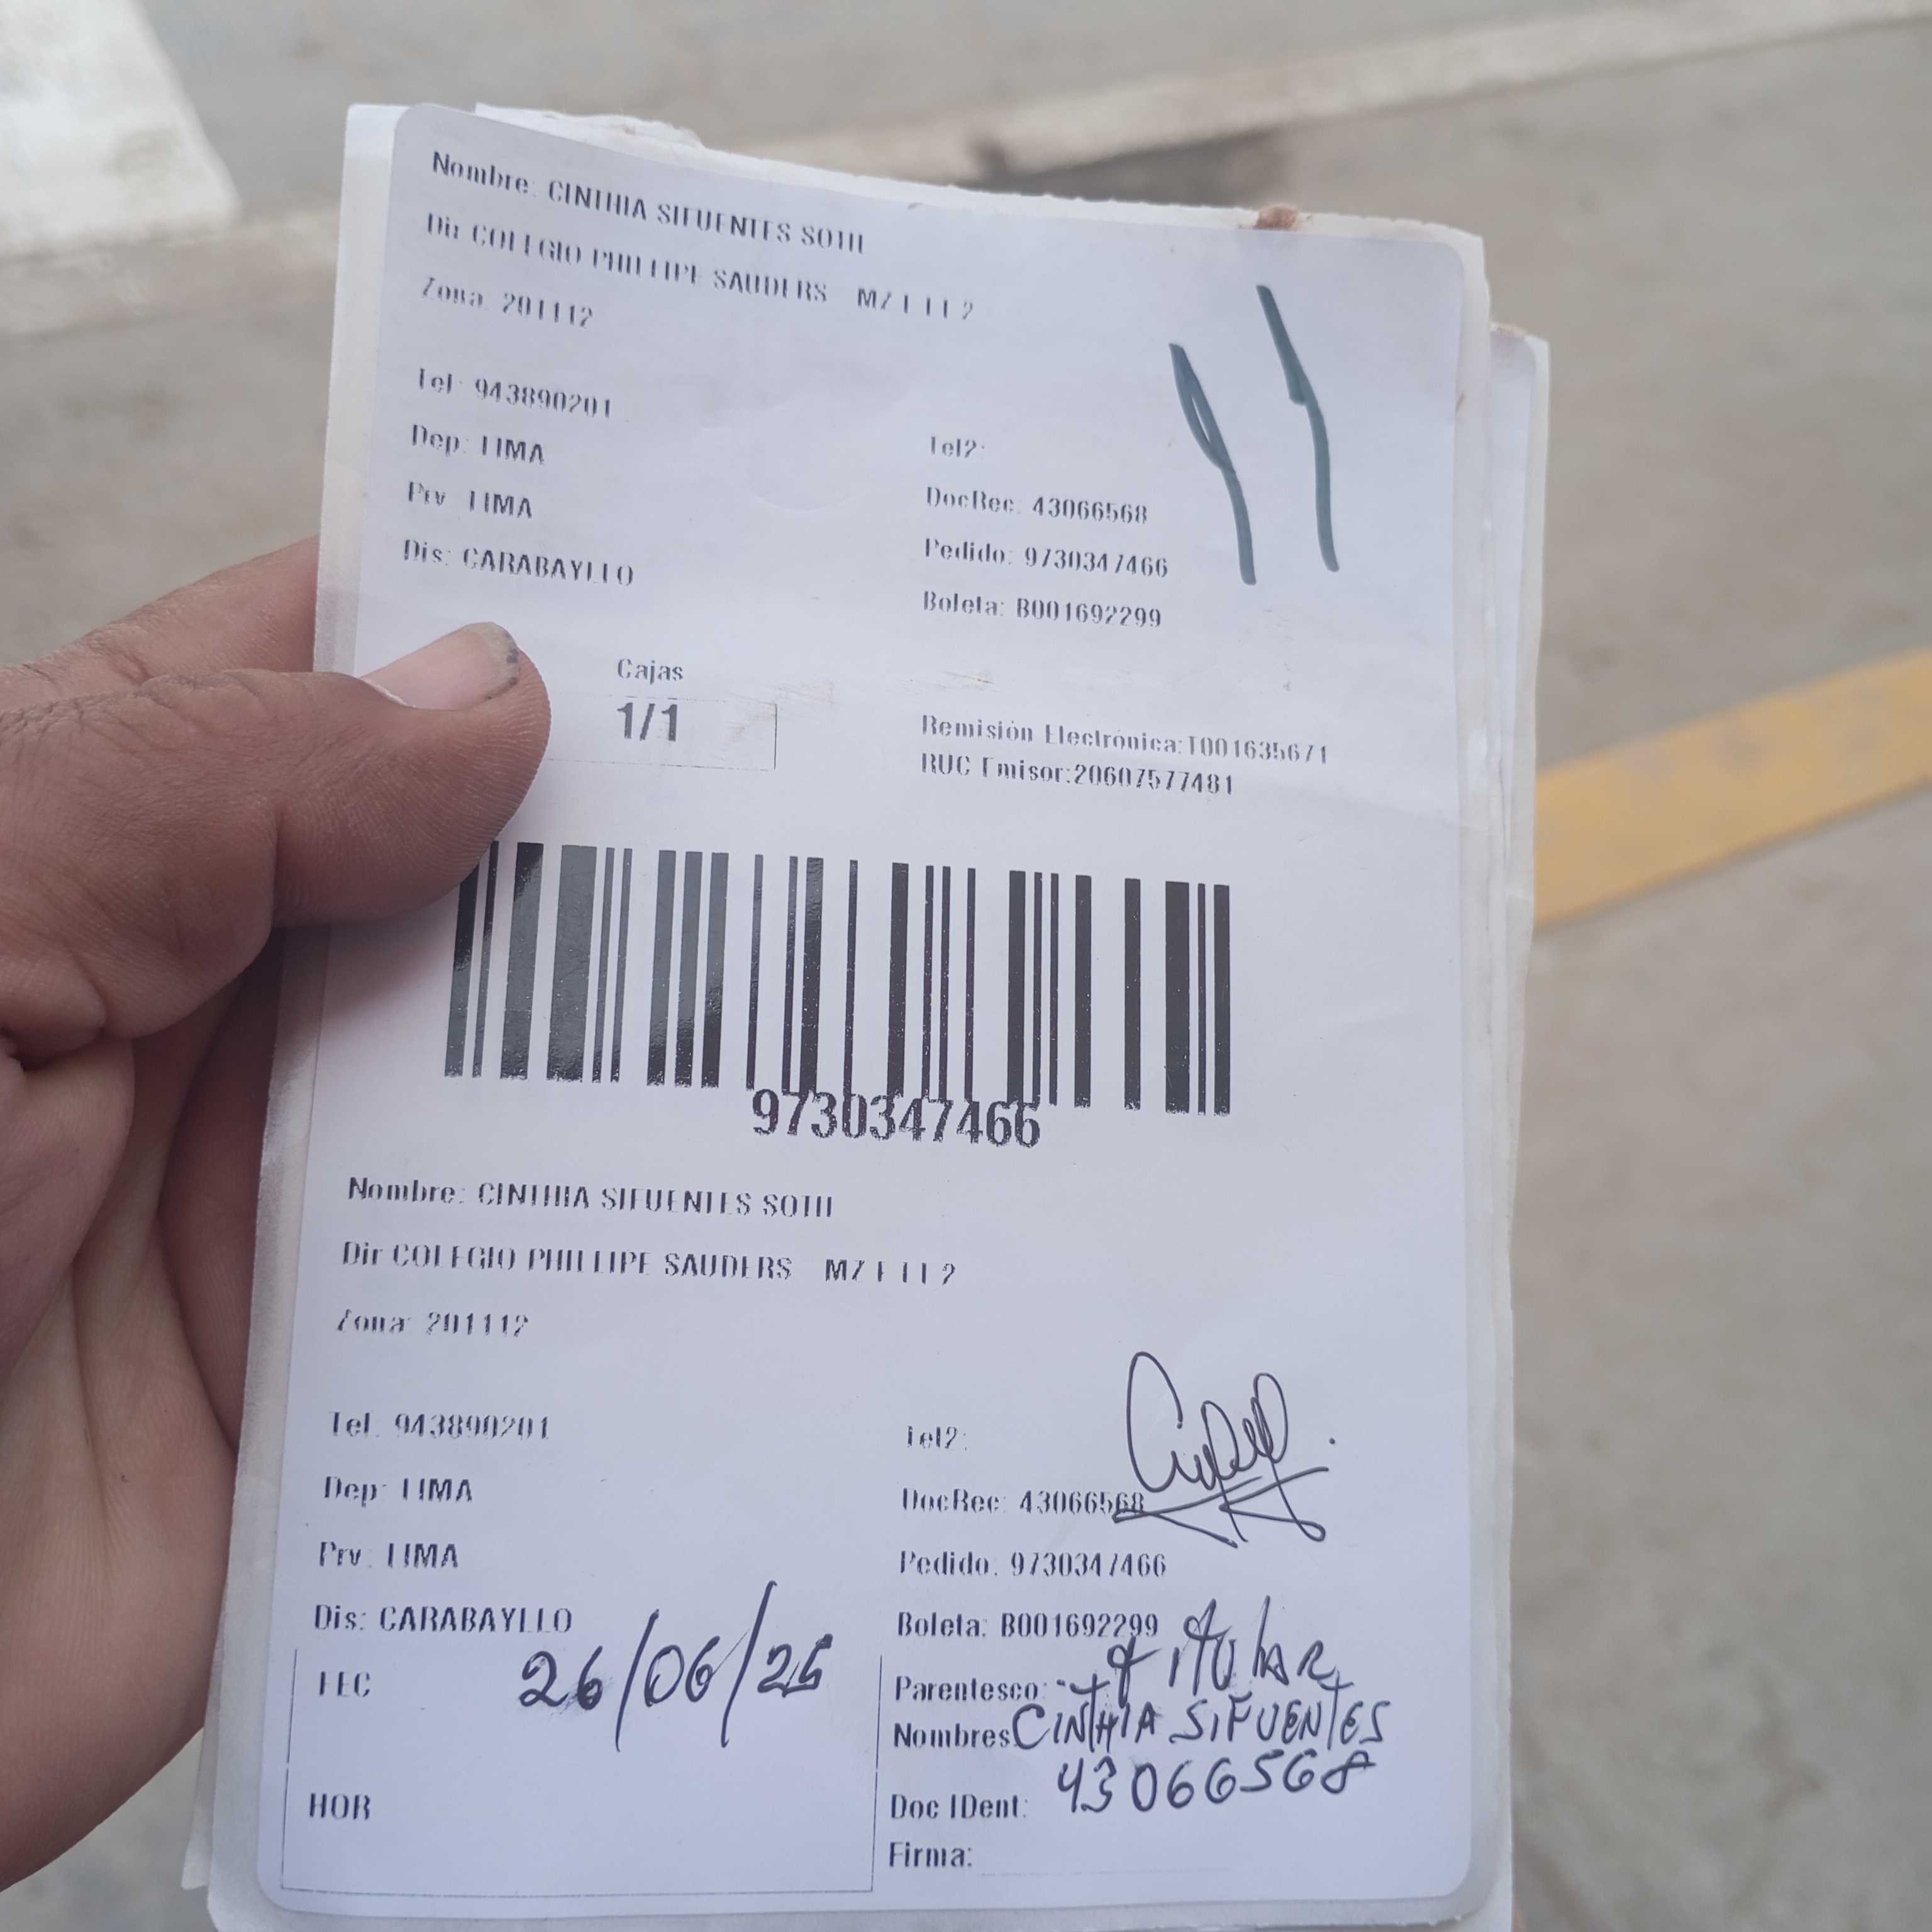 Nombre: CINTHIA SIFUENTES SOTIL
Dir COLEGIO PHILLIPE SAUDERS MZ F LT 2
Zona: 201112
Tel: 943890201
Dep: LIMA
Tel2:
Prv: LIMA
DocRec: 43066568
Dis: CARABAYLLO
Pedido: 9730347466
Boleta: B001692299
Cajas
1/1
Remisión Electrónica:T001635671
RUC Emisor:20607577481
9730347466
Nombre: CINTHIA SIFUENTES SOTIL
Dir COLEGIO PHILLIPE SAUDERS MZ F LT 2
Zona: 201112
Tel: 943890201
Tel2:
Dep: LIMA
DocRec: 43066568
Prv: LIMA
Pedido: 9730347466
Dis: CARABAYLLO
Boleta: B001692299
FEC 26/06/25
Parentesco: TITULAR
Nombres: CINTHIA SIFUENTES
HOR
Doc IDent: 43066568
Firma: